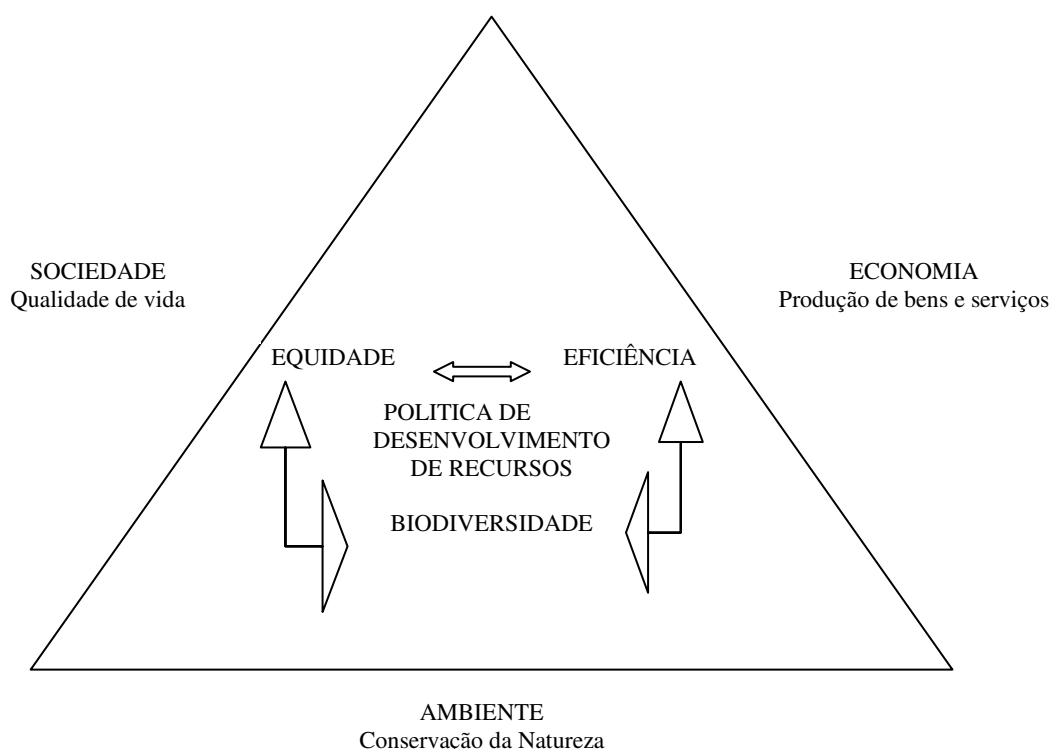 SOCIEDADE
Qualidade de vida
ECONOMIA
Produção de bens e serviços
EQUIDADE
EFICIÊNCIA
POLITICA DE
DESENVOLVIMENTO
DE RECURSOS
BIODIVERSIDADE
AMBIENTE
Conservação da Natureza